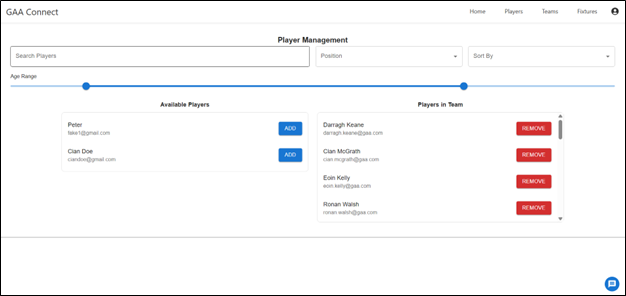 GAA Connect
Home Players Teams Fixtures
Player Management
Search Players
Position
Sort By
Age Range
Available Players
Peter
fake1@gmail.com
ADD
Cian Doe
ciandoe@gmail.com
ADD
Players in Team
Darragh Keane
darragh.keane@gaa.com
REMOVE
Cian McGrath
cian.mcgrath@gaa.com
REMOVE
Eoin Kelly
eoin.kelly@gaa.com
REMOVE
Ronan Walsh
ronan.walsh@gaa.com
REMOVE